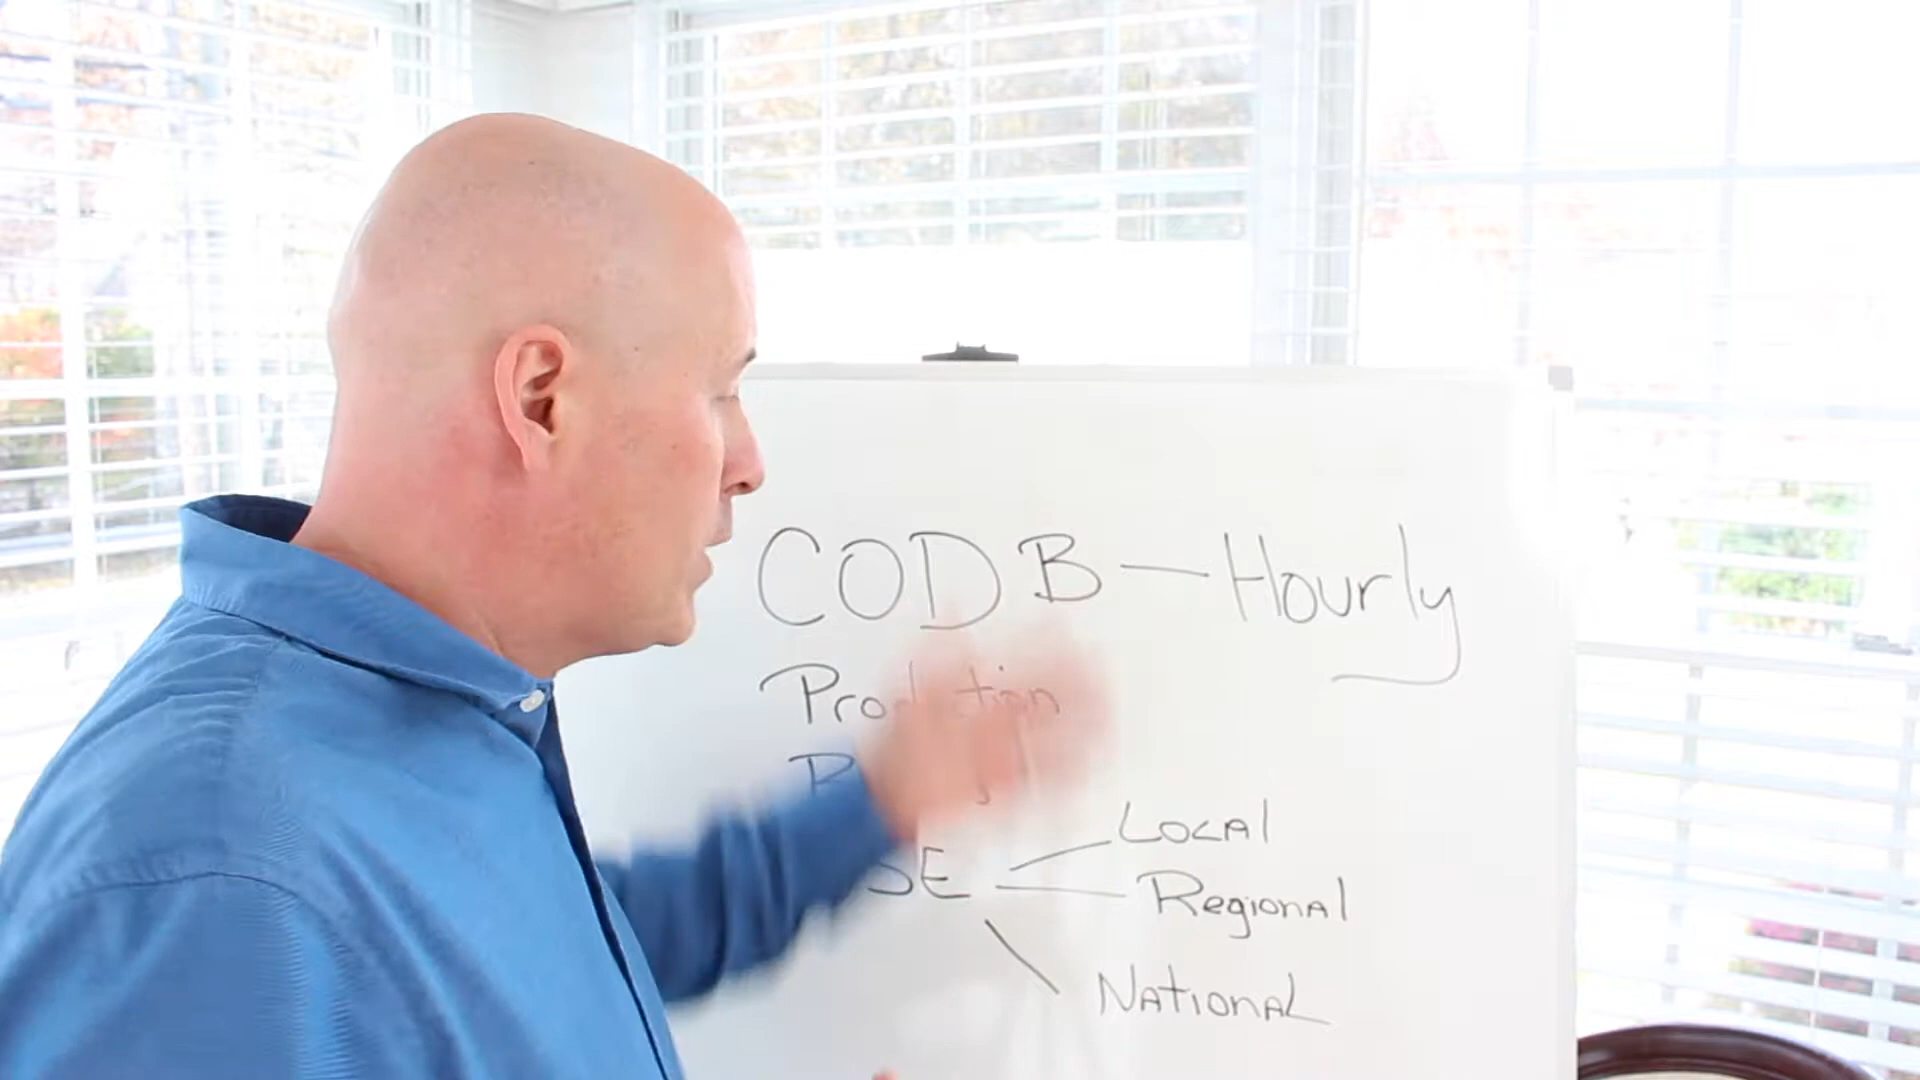 CODB — Hourly
Production
Local
Regional
National